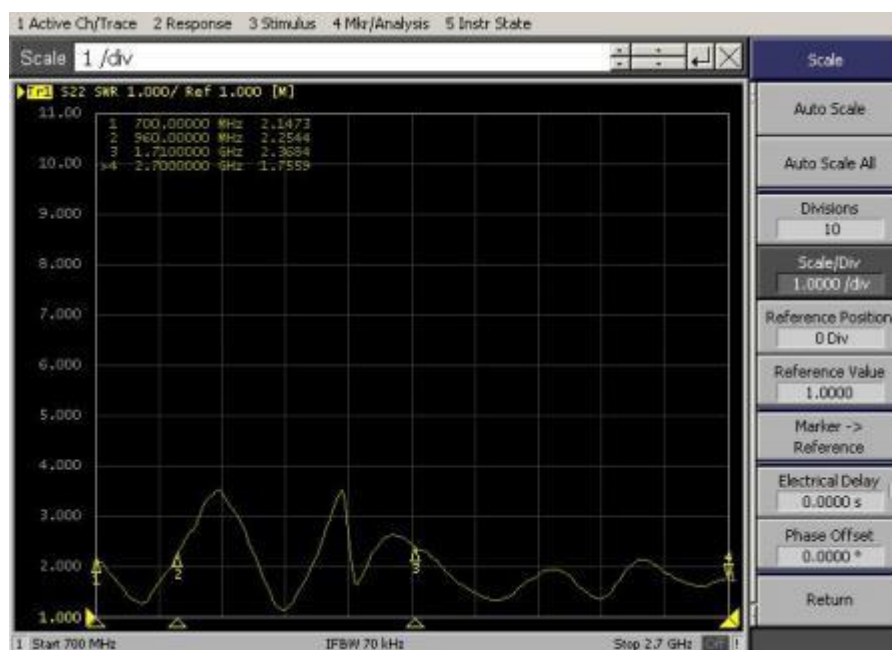 1 Active Ch/Trace 2 Response 3 Stimulus 4 Mkr/Analysis 5 Instr State
Scale 1 /div
Scale
Tr1 S22 SWR 1.000/ Ref 1.000 [M]
11.00
1 700.00000 MHz 2.1473
2 960.00000 MHz 2.2544
3 1.7100000 GHz 2.3684
>4 2.7000000 GHz 1.7559
10.00
9.000
8.000
7.000
6.000
5.000
4.000
3.000
2.000
1.000
1
2
3
4
Auto Scale
Auto Scale All
Divisions
10
Scale/Div
1.0000 /div
Reference Position
0 Div
Reference Value
1.0000
Marker ->
Reference
Electrical Delay
0.0000 s
Phase Offset
0.0000 °
Return
1 Start 700 MHz IFBW 70 kHz Stop 2.7 GHz Off !